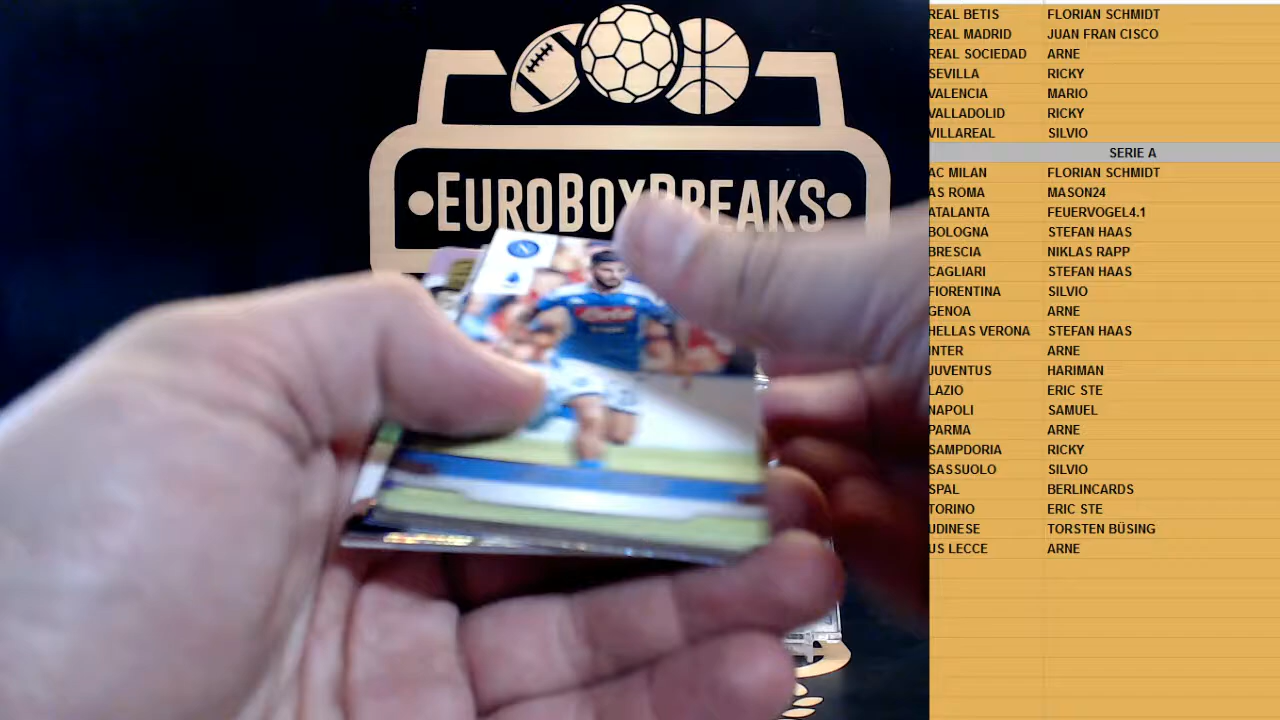 •EUROBOXBREAKS•
REAL BETIS FLORIAN SCHMIDT
REAL MADRID JUAN FRAN CISCO
REAL SOCIEDAD ARNE
SEVILLA RICKY
VALENCIA MARIO
VALLADOLID RICKY
VILLAREAL SILVIO
SERIE A
AC MILAN FLORIAN SCHMIDT
AS ROMA MASON24
ATALANTA FEUERVOGEL4.1
BOLOGNA STEFAN HAAS
BRESCIA NIKLAS RAPP
CAGLIARI STEFAN HAAS
FIORENTINA SILVIO
GENOA ARNE
HELLAS VERONA STEFAN HAAS
INTER ARNE
JUVENTUS HARIMAN
LAZIO ERIC STE
NAPOLI SAMUEL
PARMA ARNE
SAMPDORIA RICKY
SASSUOLO SILVIO
SPAL BERLINCARDS
TORINO ERIC STE
UDINESE TORSTEN BÜSING
US LECCE ARNE